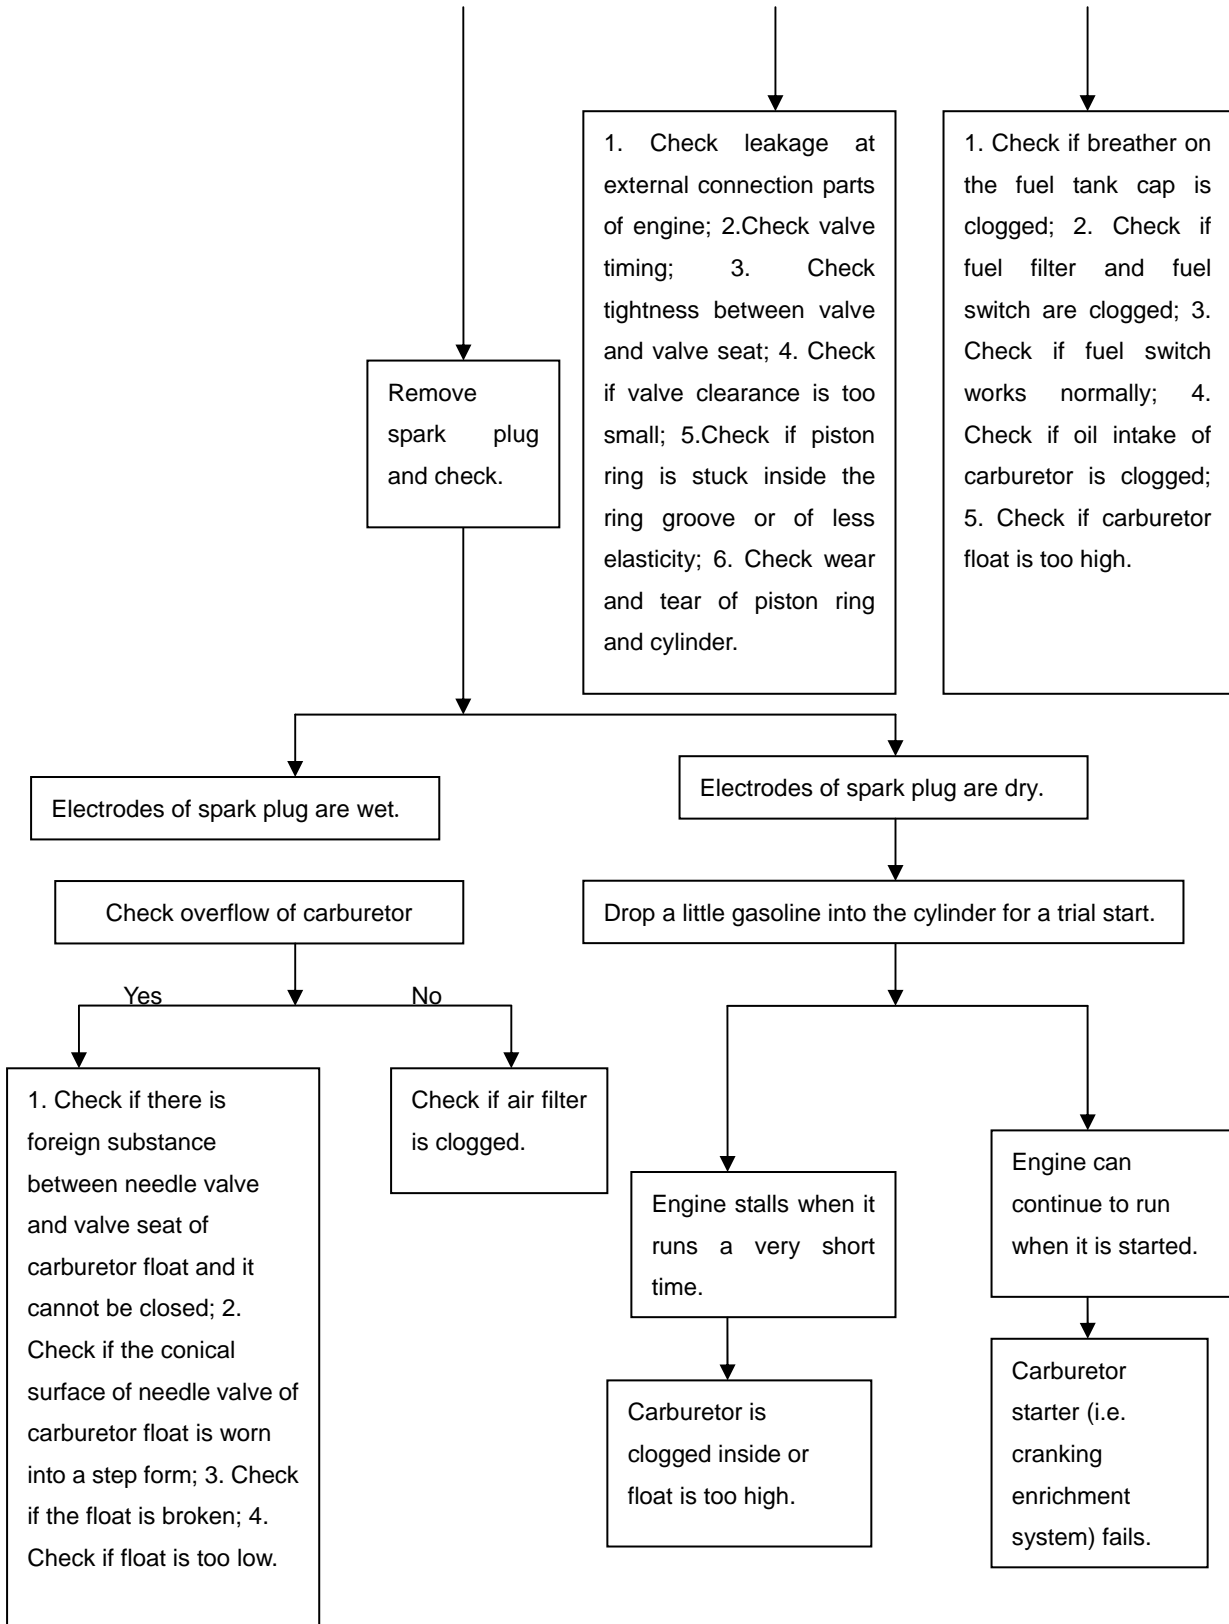 1. Check leakage at
external connection parts
of engine; 2.Check valve
timing; 3. Check
tightness between valve
and valve seat; 4. Check
if valve clearance is too
small; 5.Check if piston
ring is stuck inside the
ring groove or of less
elasticity; 6. Check wear
and tear of piston ring
and cylinder.
1. Check if breather on
the fuel tank cap is
clogged; 2. Check if
fuel filter and fuel
switch are clogged; 3.
Check if fuel switch
works normally; 4.
Check if oil intake of
carburetor is clogged;
5. Check if carburetor
float is too high.
Remove
spark plug
and check.
Electrodes of spark plug are wet.
Electrodes of spark plug are dry.
Check overflow of carburetor
Drop a little gasoline into the cylinder for a trial start.
Yes
No
1. Check if there is
foreign substance
between needle valve
and valve seat of
carburetor float and it
cannot be closed; 2.
Check if the conical
surface of needle valve of
carburetor float is worn
into a step form; 3. Check
if the float is broken; 4.
Check if float is too low.
Check if air filter
is clogged.
Engine stalls when it
runs a very short
time.
Engine can
continue to run
when it is started.
Carburetor is
clogged inside or
float is too high.
Carburetor
starter (i.e.
cranking
enrichment
system) fails.